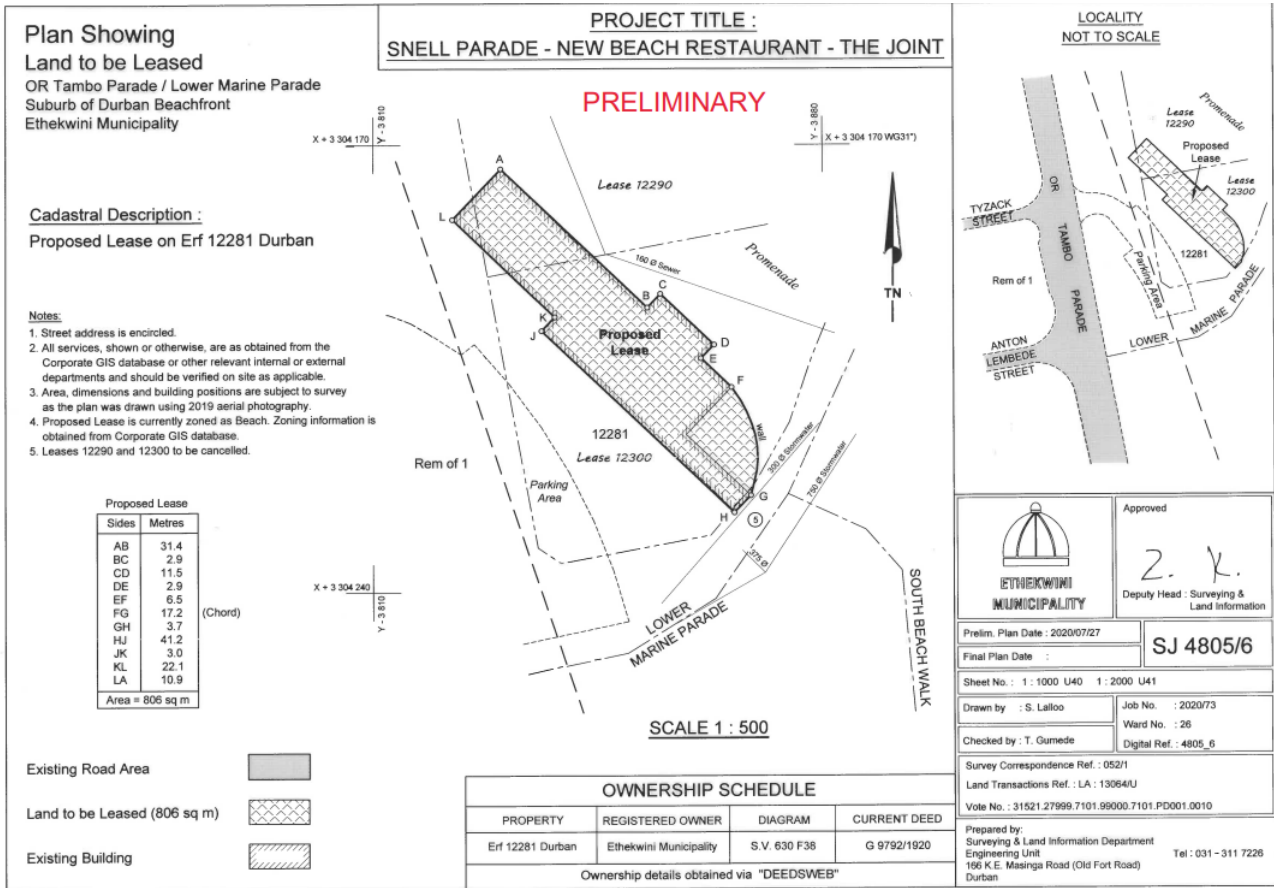 Plan Showing
Land to be Leased
OR Tambo Parade / Lower Marine Parade
Suburb of Durban Beachfront
Ethekwini Municipality
PROJECT TITLE :
SNELL PARADE - NEW BEACH RESTAURANT - THE JOINT
PRELIMINARY
LOCALITY
NOT TO SCALE
Cadastral Description :
Proposed Lease on Erf 12281 Durban
Notes:
1. Street address is encircled.
2. All services, shown or otherwise, are as obtained from the
Corporate GIS database or other relevant internal or external
departments and should be verified on site as applicable.
3. Area, dimensions and building positions are subject to survey
as the plan was drawn using 2019 aerial photography.
4. Proposed Lease is currently zoned as Beach. Zoning information is
obtained from Corporate GIS database.
5. Leases 12290 and 12300 to be cancelled.
Proposed Lease
Sides Metres
AB 31.4
BC 2.9
CD 11.5
DE 2.9
EF 6.5
FG 17.2 (Chord)
GH 3.7
HJ 41.2
JK 3.0
KL 22.1
LA 10.9
Area = 806 sq m
Existing Road Area
Land to be Leased (806 sq m)
Existing Building
X + 3 304 170
Y - 3 810
Y - 3 880
X + 3 304 170 WG31°)
A
L
Lease 12290
160 Ø Sewer
Promenade
TN
B
C
K
J
Proposed
Lease
D
E
F
wall
12281
Lease 12300
Rem of 1
Parking
Area
300 Ø Stormwater
750 Ø Stormwater
G
H
5
375 Ø
X + 3 304 240
Y - 3 810
LOWER
MARINE PARADE
SOUTH BEACH WALK
SCALE 1 : 500
OWNERSHIP SCHEDULE
PROPERTY REGISTERED OWNER DIAGRAM CURRENT DEED
Erf 12281 Durban Ethekwini Municipality S.V. 630 F38 G 9792/1920
Ownership details obtained via "DEEDSWEB"
Lease
12290
Promenade
Proposed
Lease
Lease
12300
OR
TAMBO
PARADE
TYZACK
STREET
12281
Rem of 1
Parking
Area
ANTON
LEMBEDE
STREET
LOWER
MARINE PARADE
ETHEKWINI
MUNICIPALITY
Approved
Z. K.
Deputy Head : Surveying &
Land Information
Prelim. Plan Date : 2020/07/27
Final Plan Date :
SJ 4805/6
Sheet No. : 1 : 1000 U40 1 : 2000 U41
Drawn by : S. Lalloo
Checked by : T. Gumede
Job No. : 2020/73
Ward No. : 26
Digital Ref. : 4805_6
Survey Correspondence Ref. : 052/1
Land Transactions Ref. : LA : 13064/U
Vote No. : 31521.27999.7101.99000.7101.PD001.0010
Prepared by:
Surveying & Land Information Department
Engineering Unit
166 K.E. Masinga Road (Old Fort Road)
Durban
Tel : 031 - 311 7226